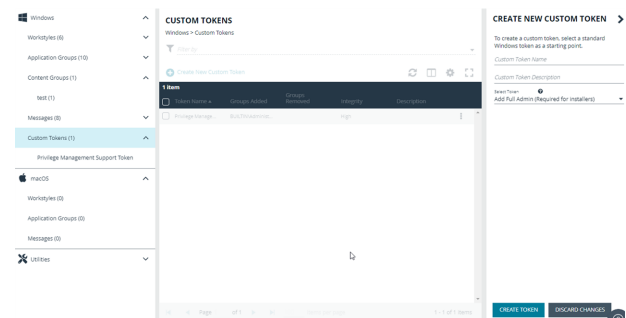 Windows
Workstyles (6)
Application Groups (10)
Content Groups (1)
test (1)
Messages (8)
Custom Tokens (1)
Privilege Management Support Token
macOS
Workstyles (0)
Application Groups (0)
Messages (0)
Utilities
CUSTOM TOKENS
Windows > Custom Tokens
Filter by
Create New Custom Token
1 item
Token Name
Groups Added
Groups Removed
Integrity
Description
Privilege Manage...
High
Page
of 1
1 - 1 of 1 items
CREATE NEW CUSTOM TOKEN
To create a custom token, select a standard
Windows token as a starting point.
Custom Token Name
Custom Token Description
Select Token
Add Full Admin (Required for installers)
CREATE TOKEN
DISCARD CHANGES